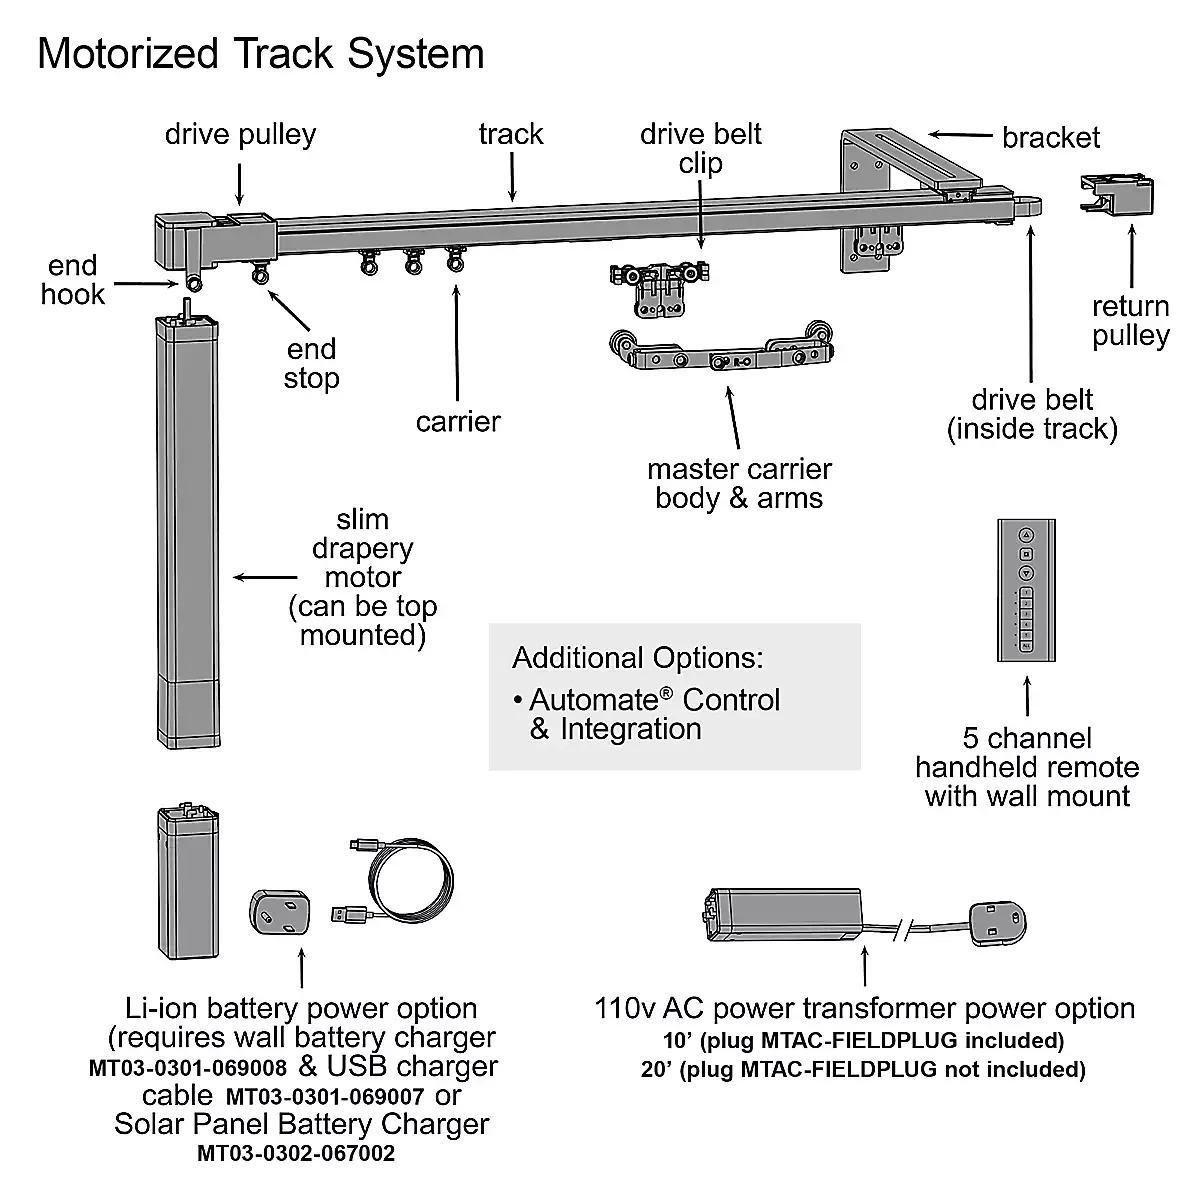 Motorized Track System
drive pulley
track
drive belt
clip
bracket
end
hook
end
stop
carrier
return
pulley
drive belt
(inside track)
master carrier
body & arms
slim
drapery
motor
(can be top
mounted)
Additional Options:
• Automate® Control
& Integration
5 channel
handheld remote
with wall mount
Li-ion battery power option
(requires wall battery charger
MT03-0301-069008 & USB charger
cable MT03-0301-069007 or
Solar Panel Battery Charger
MT03-0302-067002
110v AC power transformer power option
10’ (plug MTAC-FIELDPLUG included)
20’ (plug MTAC-FIELDPLUG not included)